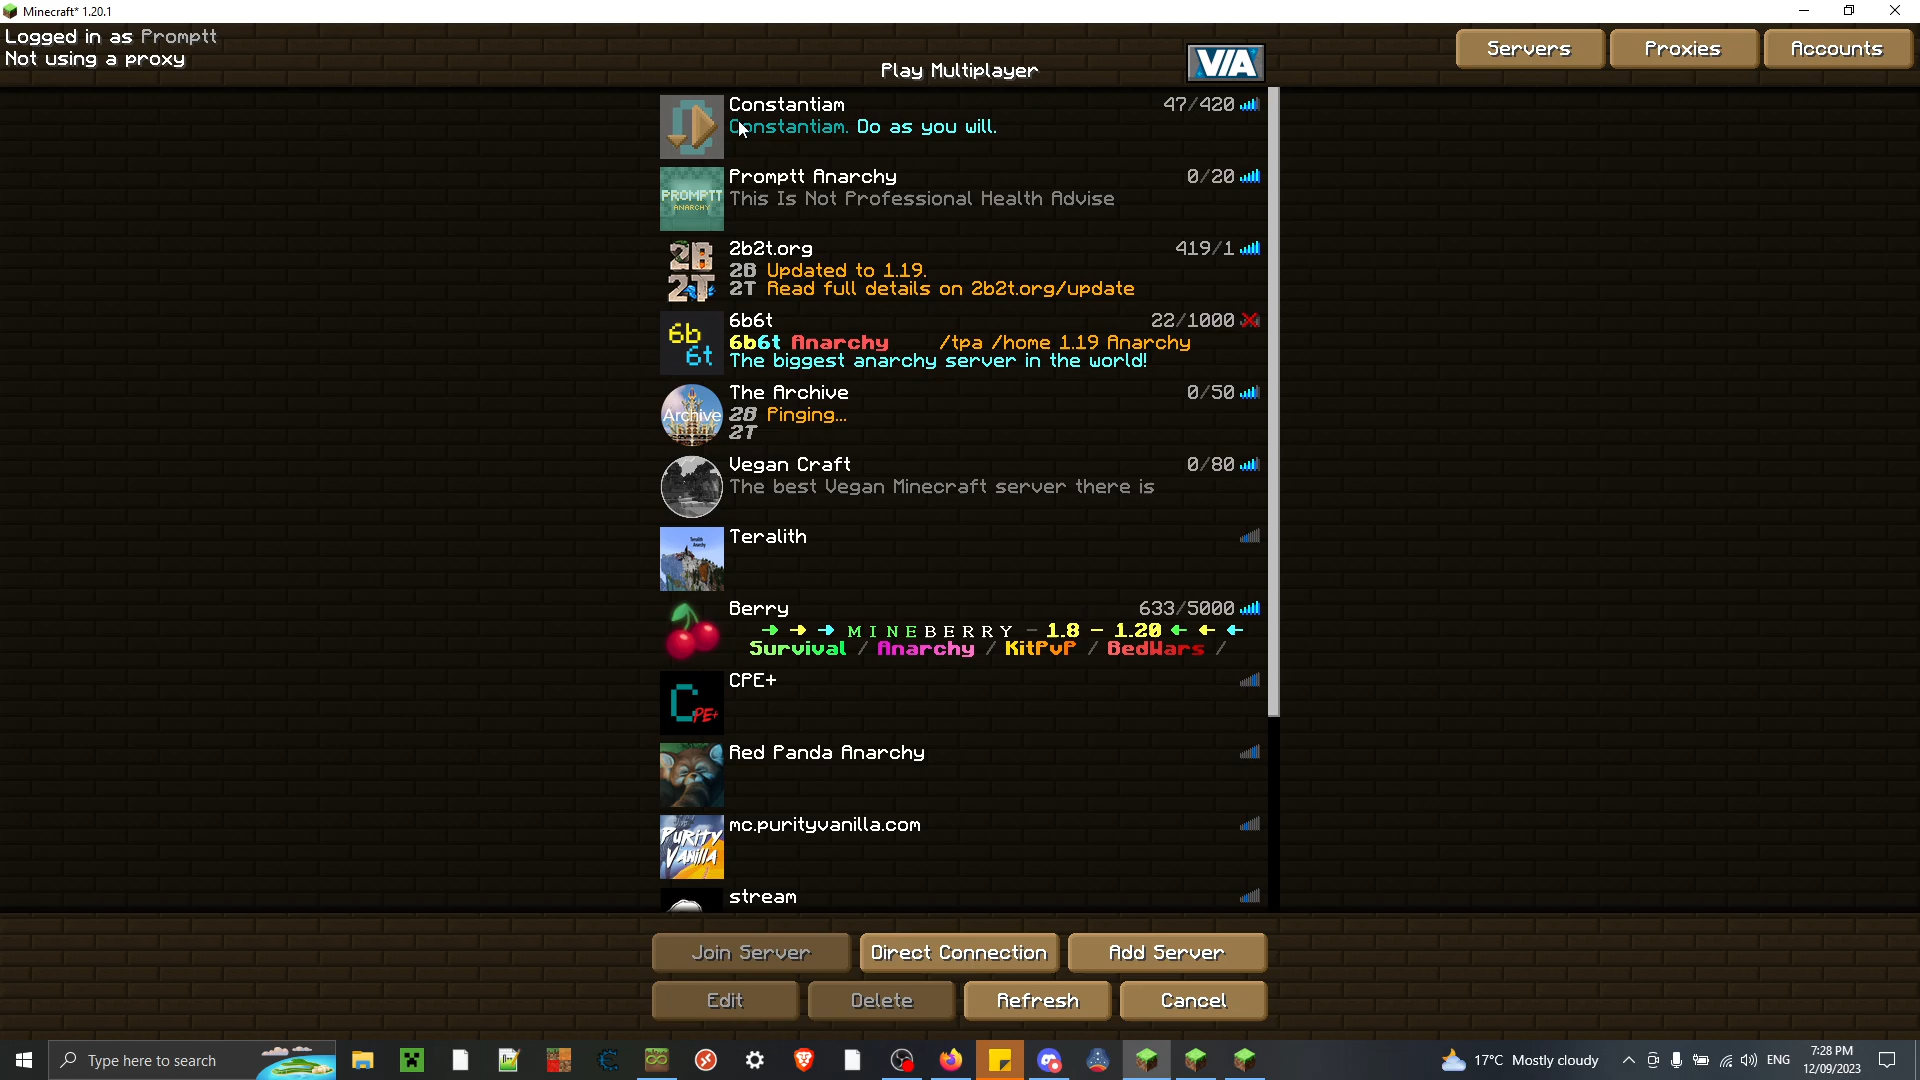 Minecraft* 1.20.1
Logged in as Promptt
Not using a proxy
Play Multiplayer
VIA
Servers
Proxies
Accounts
Constantiam
47/420
Constantiam. Do as you will.
PROMPTT
ANARCHY
Promptt Anarchy
0/20
This Is Not Professional Health Advise
2B
2T
2b2t.org
419/1
2B Updated to 1.19.
2T Read full details on 2b2t.org/update
6b
6t
6b6t
22/1000
6b6t Anarchy /tpa /home 1.19 Anarchy
The biggest anarchy server in the world!
Archive
The Archive
0/50
2B Pinging...
2T
Vegan Craft
0/80
The best Vegan Minecraft server there is
Teralith
Anarchy
Teralith
Berry
633/5000
→ → → MINEBERRY - 1.8 - 1.20 ← ← ←
Survival / Anarchy / KitPvP / BedWars /
CPE+
CPE+
Red Panda Anarchy
PURITY
VANILLA
mc.purityvanilla.com
stream
Join Server
Direct Connection
Add Server
Edit
Delete
Refresh
Cancel
Type here to search
17°C Mostly cloudy
ENG
7:28 PM
12/09/2023